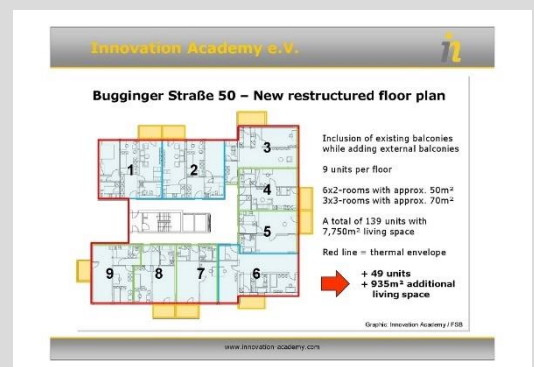 Innovation Academy e.V.
in
Bugginger Straße 50 – New restructured floor plan
1
2
3
4
5
6
7
8
9
Inclusion of existing balconies
while adding external balconies
9 units per floor
6x2-rooms with approx. 50m²
3x3-rooms with approx. 70m²
A total of 139 units with
7,750m² living space
Red line = thermal envelope
+ 49 units
+ 935m² additional
living space
Graphic: Innovation Academy / FSB
www.innovation-academy.com